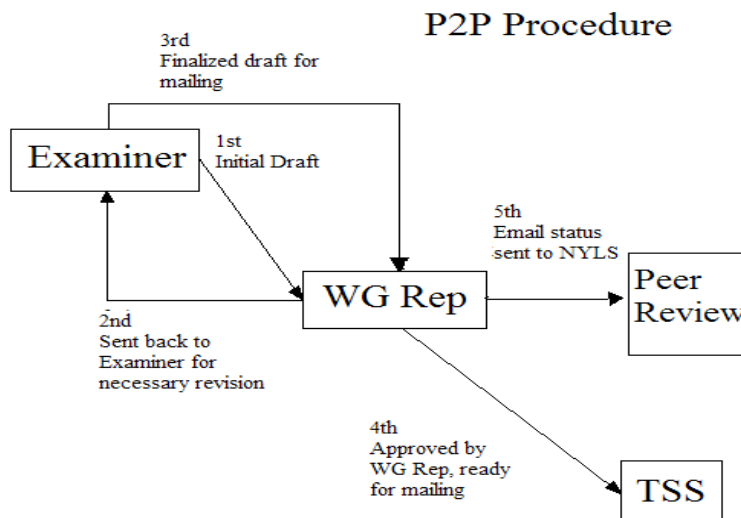 P2P Procedure
3rd
Finalized draft for
mailing
Examiner
1st
Initial Draft
5th
Email status
sent to NYLS
WG Rep
Peer
Review
2nd
Sent back to
Examiner for
necessary revision
4th
Approved by
WG Rep, ready
for mailing
TSS